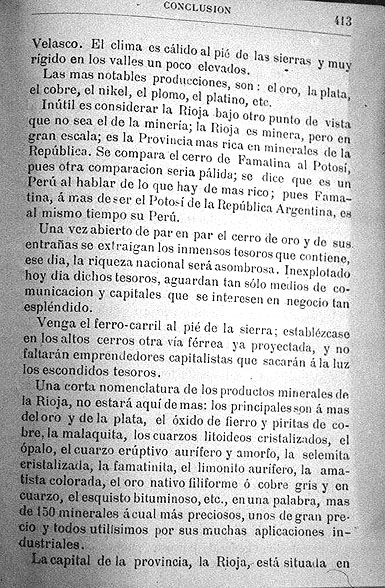 CONCLUSION
413
Velasco. El clima es cálido al pié de las sierras y muy
rígido en los valles un poco elevados.
Las mas notables producciones, son: el oro, la plata,
el cobre, el nikel, el plomo, el platino, etc.
Inútil es considerar la Rioja bajo otro punto de vista
que no sea el de la minería; la Rioja es minera, pero en
gran escala; es la Provincia mas rica en minerales de la
República. Se compara el cerro de Famatina al Potosí,
pues otra comparacion seria pálida; se dice que es un
Perú al hablar de lo que hay de mas rico; pues Fama-
tina, á mas de ser el Potosí de la República Argentina, es
al mismo tiempo su Perú.
Una vez abierto de par en par el cerro de oro y de sus
entrañas se extraigan los inmensos tesoros que contiene,
ese dia, la riqueza nacional será asombrosa. Inexplotado
hoy dia dichos tesoros, aguardan tan sólo medios de co-
municacion y capitales que se interesen en negocio tan
espléndido.
Venga el ferro-carril al pié de la sierra; establézcase
en los altos cerros otra vía férrea ya proyectada, y no
faltarán emprendedores capitalistas que sacarán á la luz
los escondidos tesoros.
Una corta nomenclatura de los productos minerales de
la Rioja, no estará aquí de mas: los principales son á mas
del oro y de la plata, el óxido de fierro y piritas de co-
bre, la malaquita, los cuarzos litoideos cristalizados, el
ópalo, el cuarzo erúptivo aurífero y amorfo, la selemita
cristalizada, la famatinita, el limonito aurífero, la ama-
tista colorada, el oro nativo filiforme ó cobre gris y en
cuarzo, el esquisto bituminoso, etc., en una palabra, mas
de 150 minerales á cual más preciosos, unos de gran pre-
cio y todos utilísimos por sus muchas aplicaciones in-
dustriales.
La capital de la provincia, la Rioja, está situada en